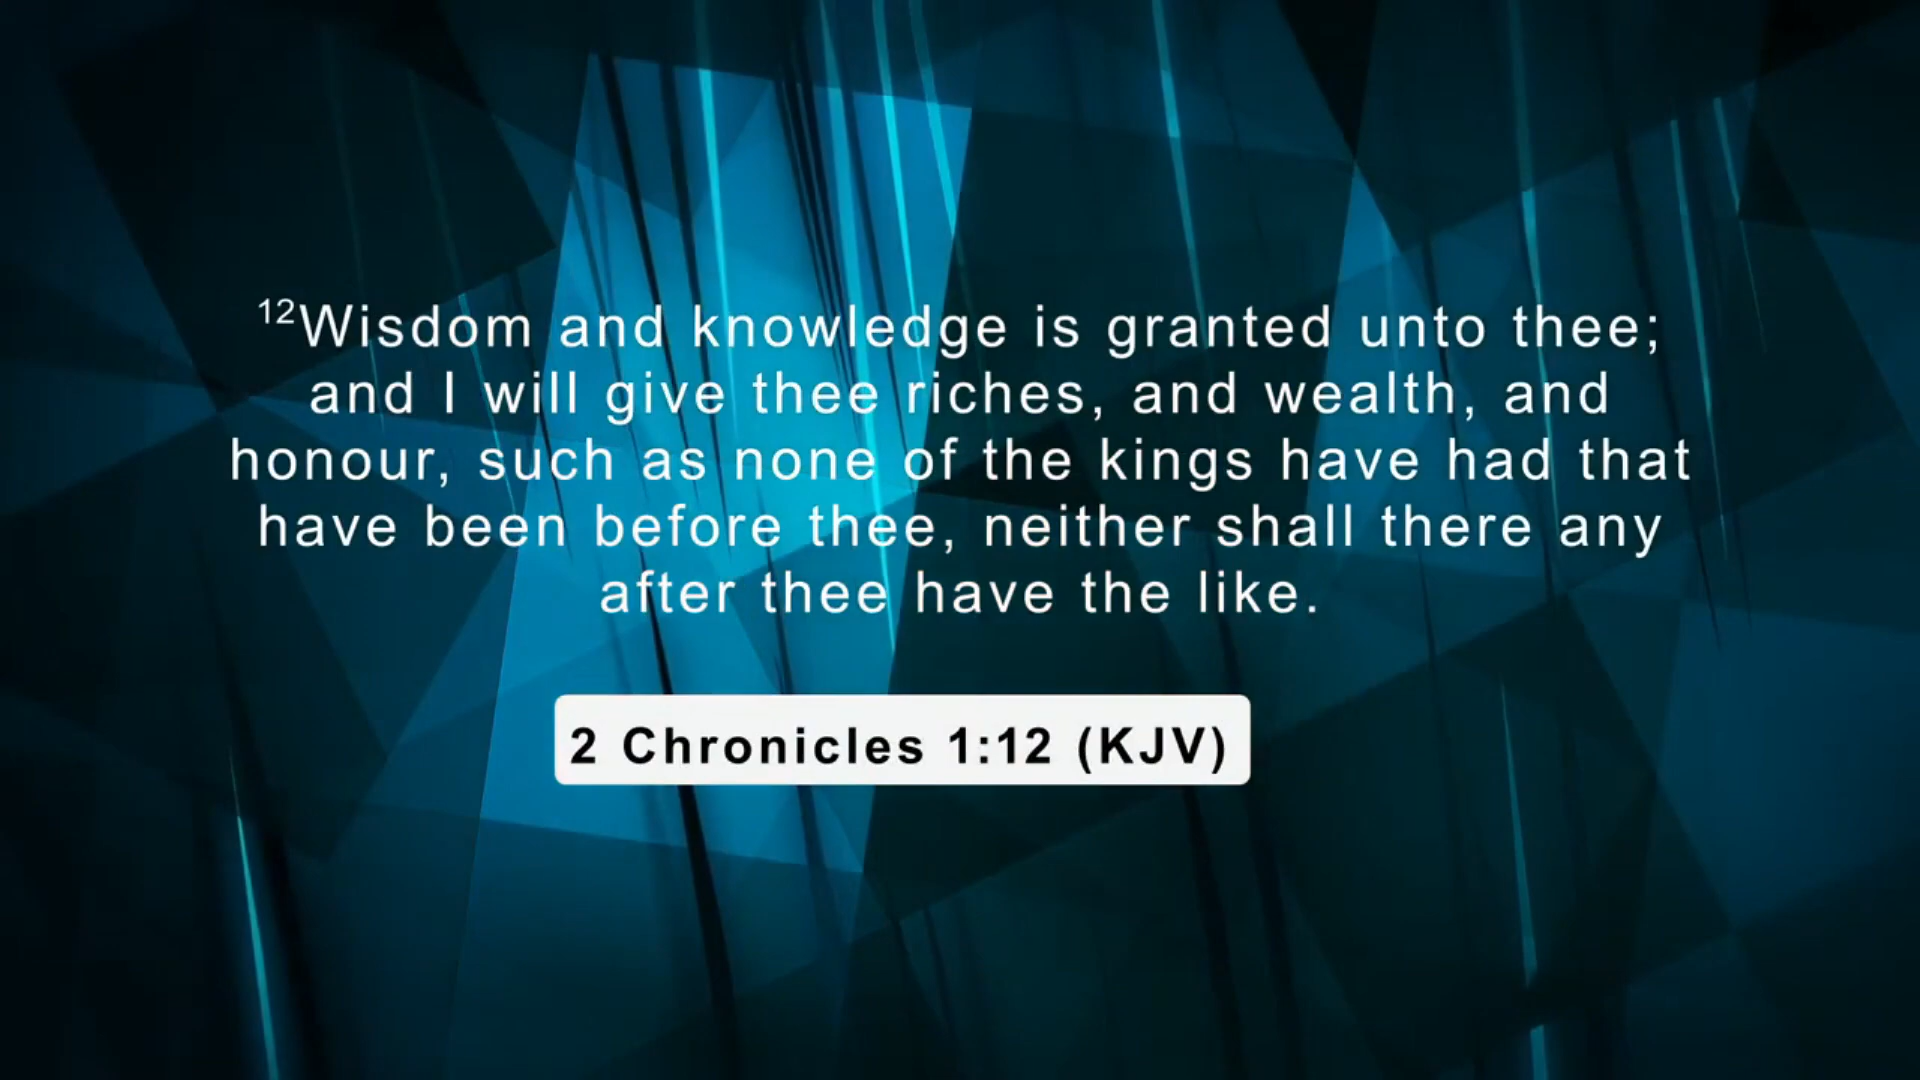 12Wisdom and knowledge is granted unto thee;
and I will give thee riches, and wealth, and
honour, such as none of the kings have had that
have been before thee, neither shall there any
after thee have the like.
2 Chronicles 1:12 (KJV)